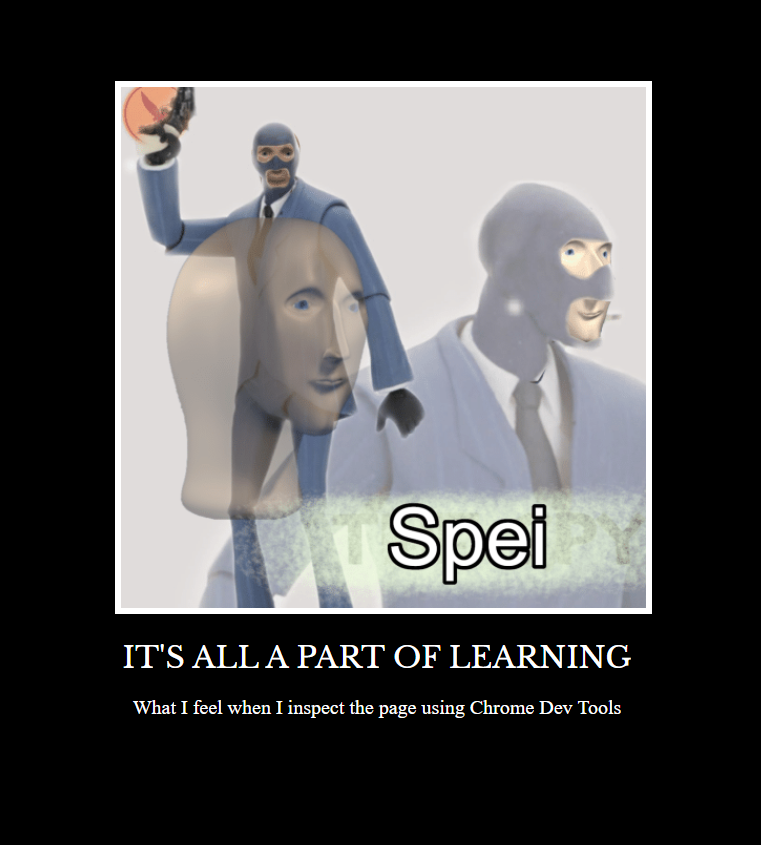 Spei
IT'S ALL A PART OF LEARNING
What I feel when I inspect the page using Chrome Dev Tools